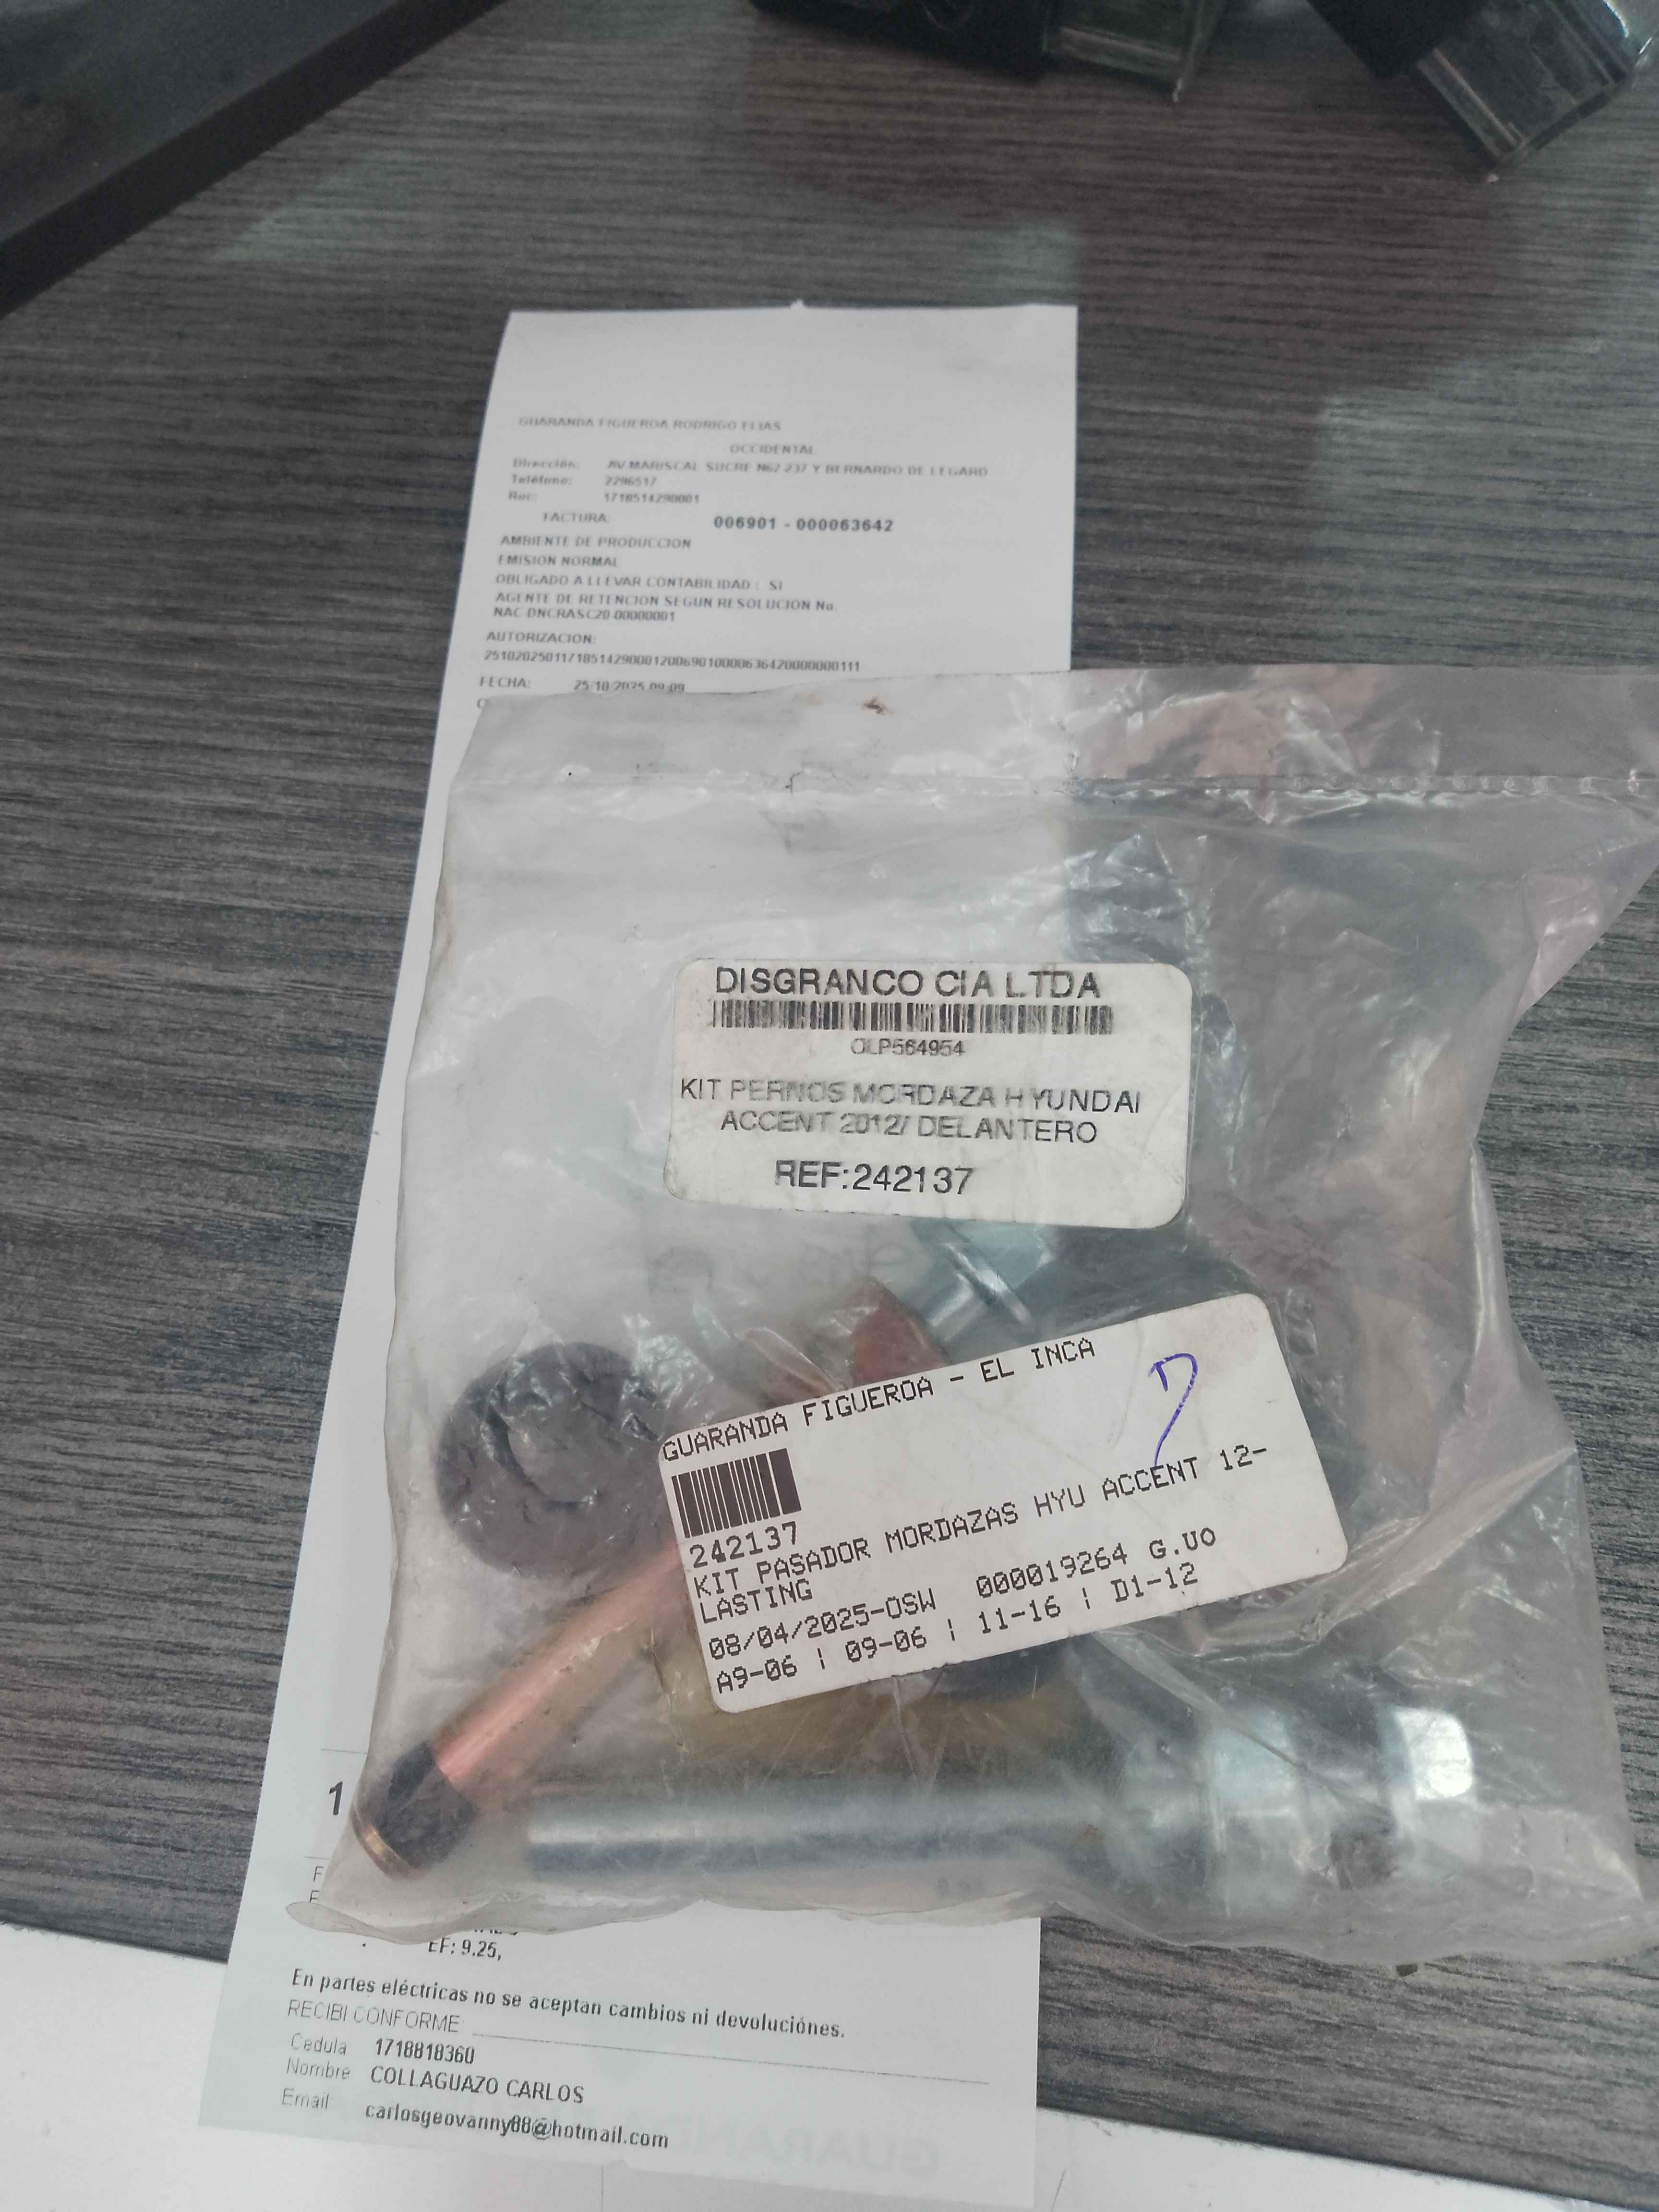 GUARANDA FIGUEROA RODRIGO ELIAS
OCCIDENTAL
Dirección: AV MARISCAL SUCRE N62-237 Y BERNARDO DE LEGARD
Teléfono: 2296517
Ruc: 1718514290001
FACTURA: 006901 - 000063642
AMBIENTE DE PRODUCCION
EMISION NORMAL
OBLIGADO A LLEVAR CONTABILIDAD : SI
AGENTE DE RETENCION SEGUN RESOLUCION No.
NAC DNCRASC20-00000001
AUTORIZACION:
2510202501171851429000120069010000636420000000111
FECHA: 25/10/2025 09:09
DISGRANCO CIA LTDA
OLP564954
KIT PERNOS MORDAZA HYUNDAI
ACCENT 2012/ DELANTERO
REF:242137
GUARANDA FIGUEROA - EL INCA
242137
KIT PASADOR MORDAZAS HYU ACCENT 12-
LASTING
08/04/2025-OSW 000019264 G.UO
A9-06 ¦ 09-06 ¦ 11-16 ¦ D1-12
1
EF: 9.25,
En partes eléctricas no se aceptan cambios ni devoluciónes.
RECIBI CONFORME
Cedula 1718818360
Nombre COLLAGUAZO CARLOS
Email carlosgeovanny88@hotmail.com